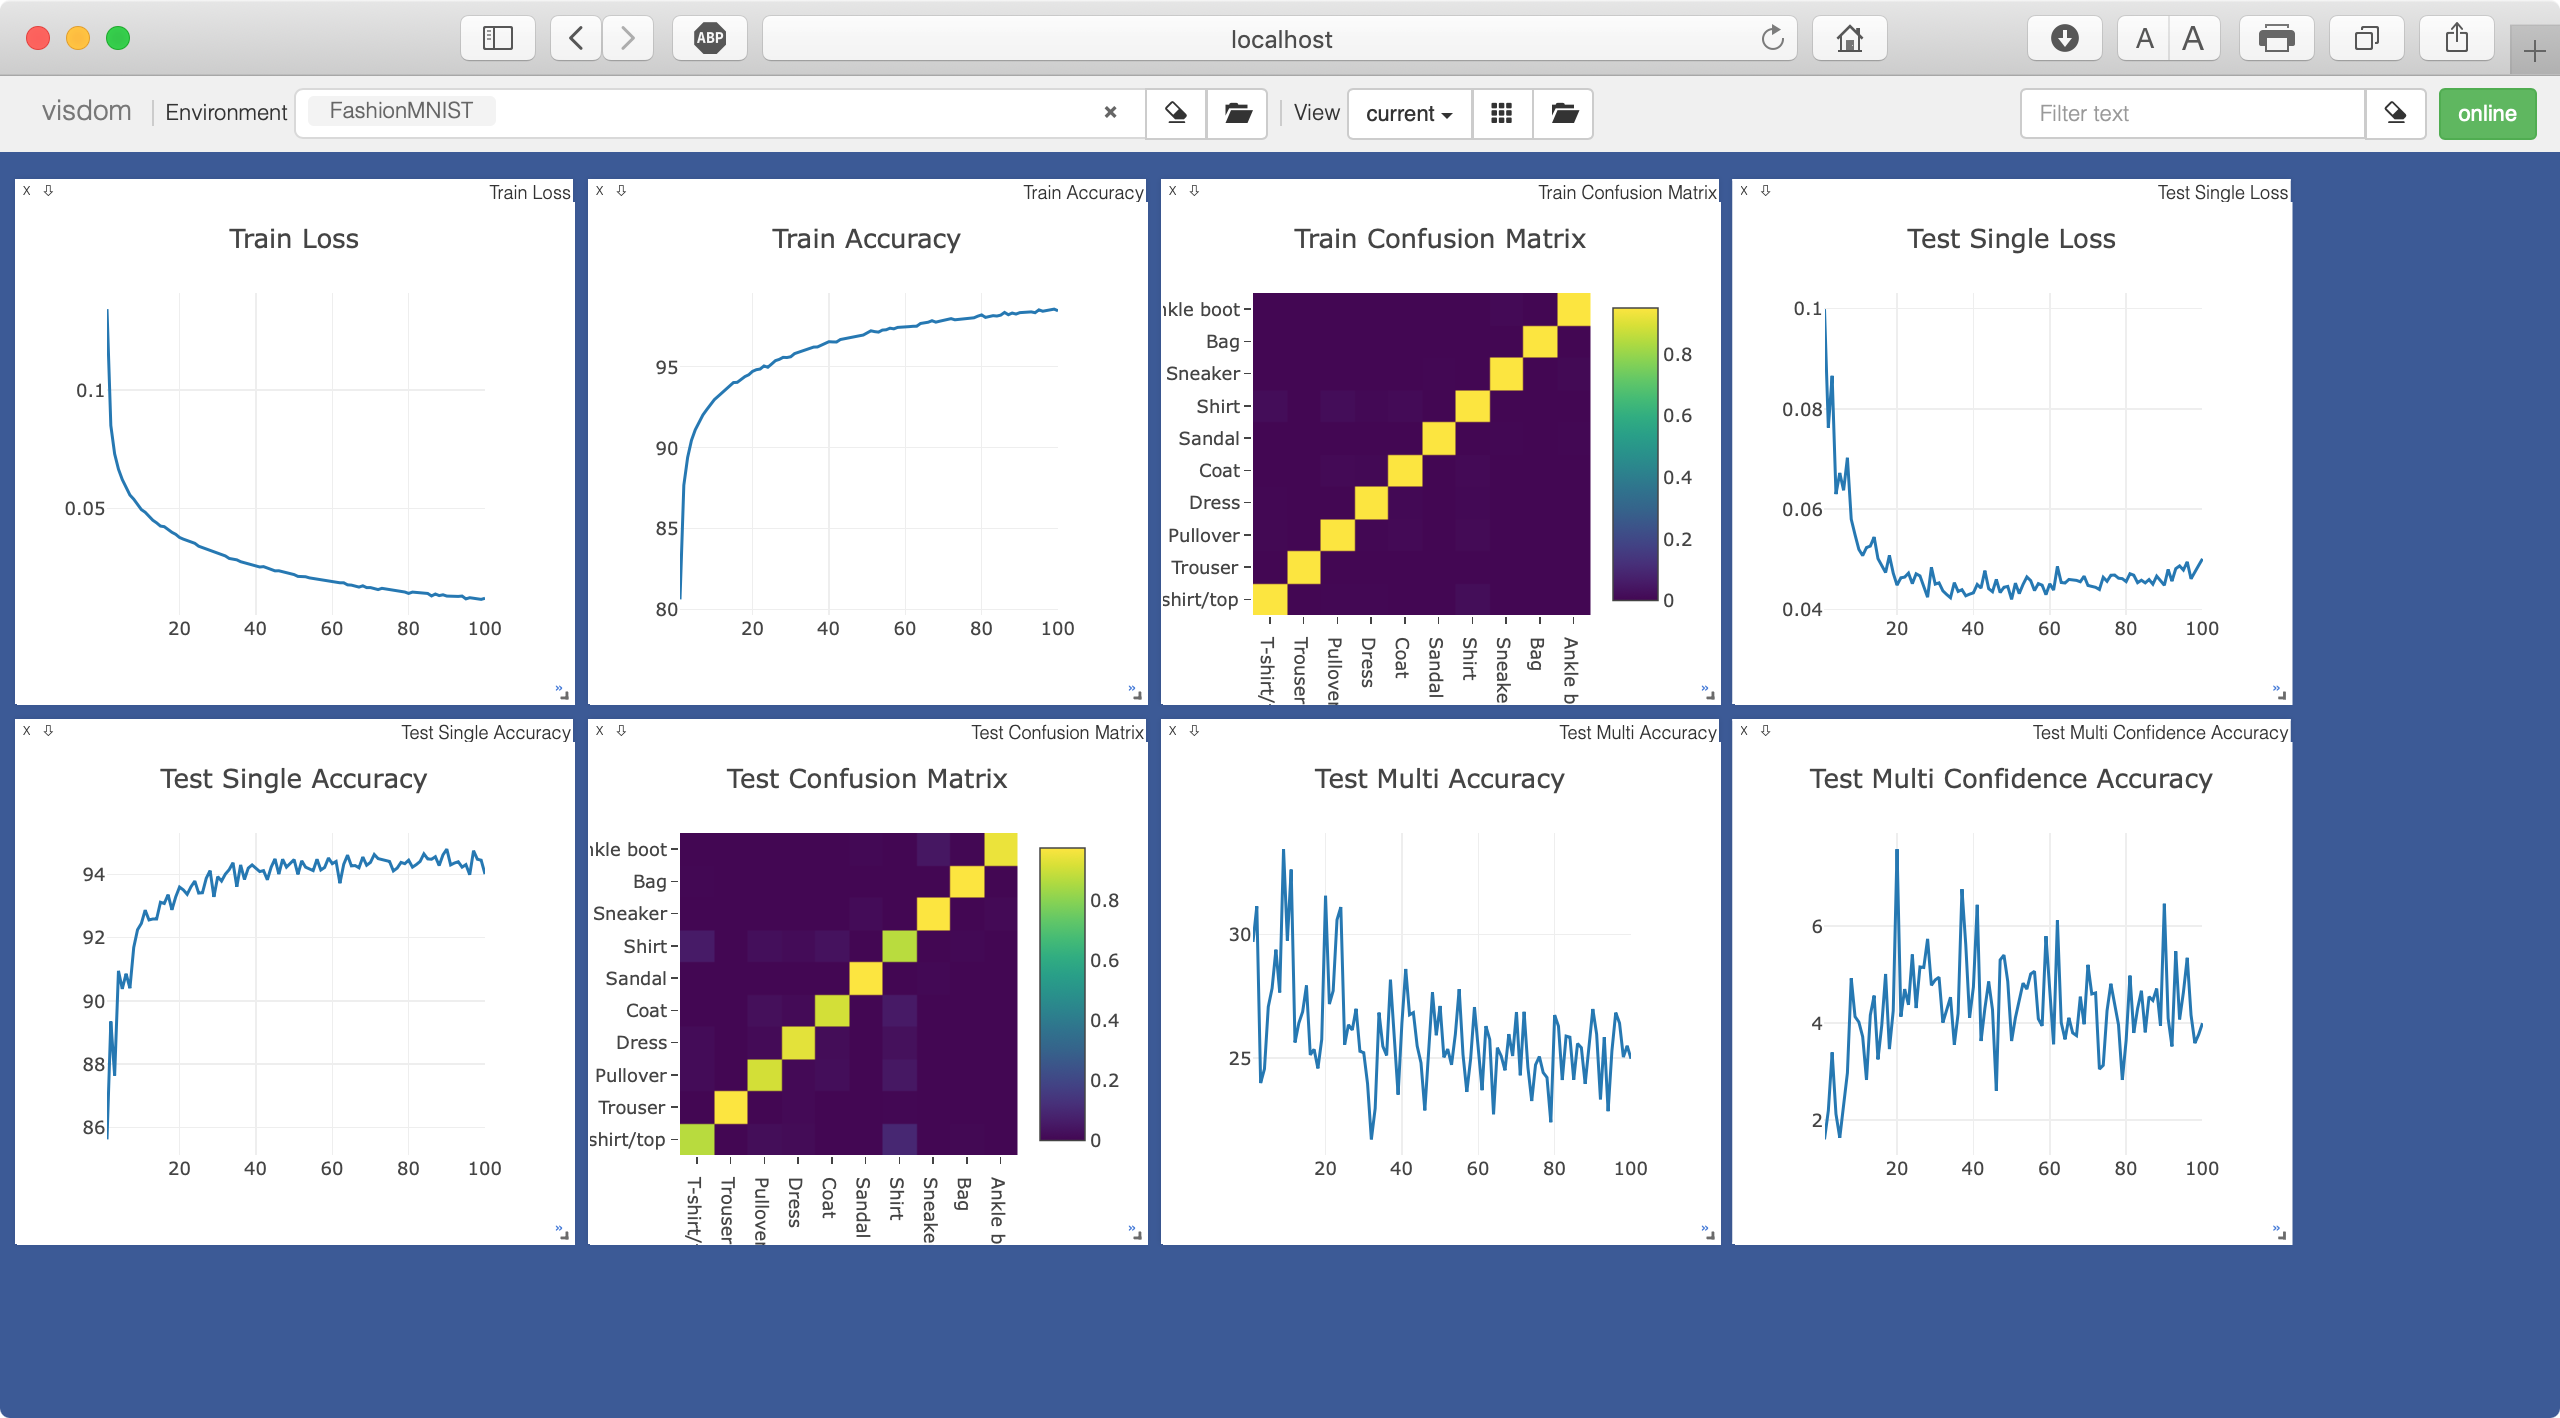 ABP
localhost
A A
visdom Environment FashionMNIST × View current Filter text online
X Train Loss
Train Loss
0.1
0.05
20 40 60 80 100
X Train Accuracy
Train Accuracy
95
90
85
80
20 40 60 80 100
X Train Confusion Matrix
Train Confusion Matrix
nkle boot
Bag
Sneaker
Shirt
Sandal
Coat
Dress
Pullover
Trouser
shirt/top
0.8
0.6
0.4
0.2
0
T-shirt/
Trouser
Pullover
Dress
Coat
Sandal
Shirt
Sneake
Bag
Ankle b
X Test Single Loss
Test Single Loss
0.1
0.08
0.06
0.04
20 40 60 80 100
X Test Single Accuracy
Test Single Accuracy
94
92
90
88
86
20 40 60 80 100
X Test Confusion Matrix
Test Confusion Matrix
nkle boot
Bag
Sneaker
Shirt
Sandal
Coat
Dress
Pullover
Trouser
shirt/top
0.8
0.6
0.4
0.2
0
T-shirt/
Trouser
Pullover
Dress
Coat
Sandal
Shirt
Sneake
Bag
Ankle b
X Test Multi Accuracy
Test Multi Accuracy
30
25
20 40 60 80 100
X Test Multi Confidence Accuracy
Test Multi Confidence Accuracy
6
4
2
20 40 60 80 100